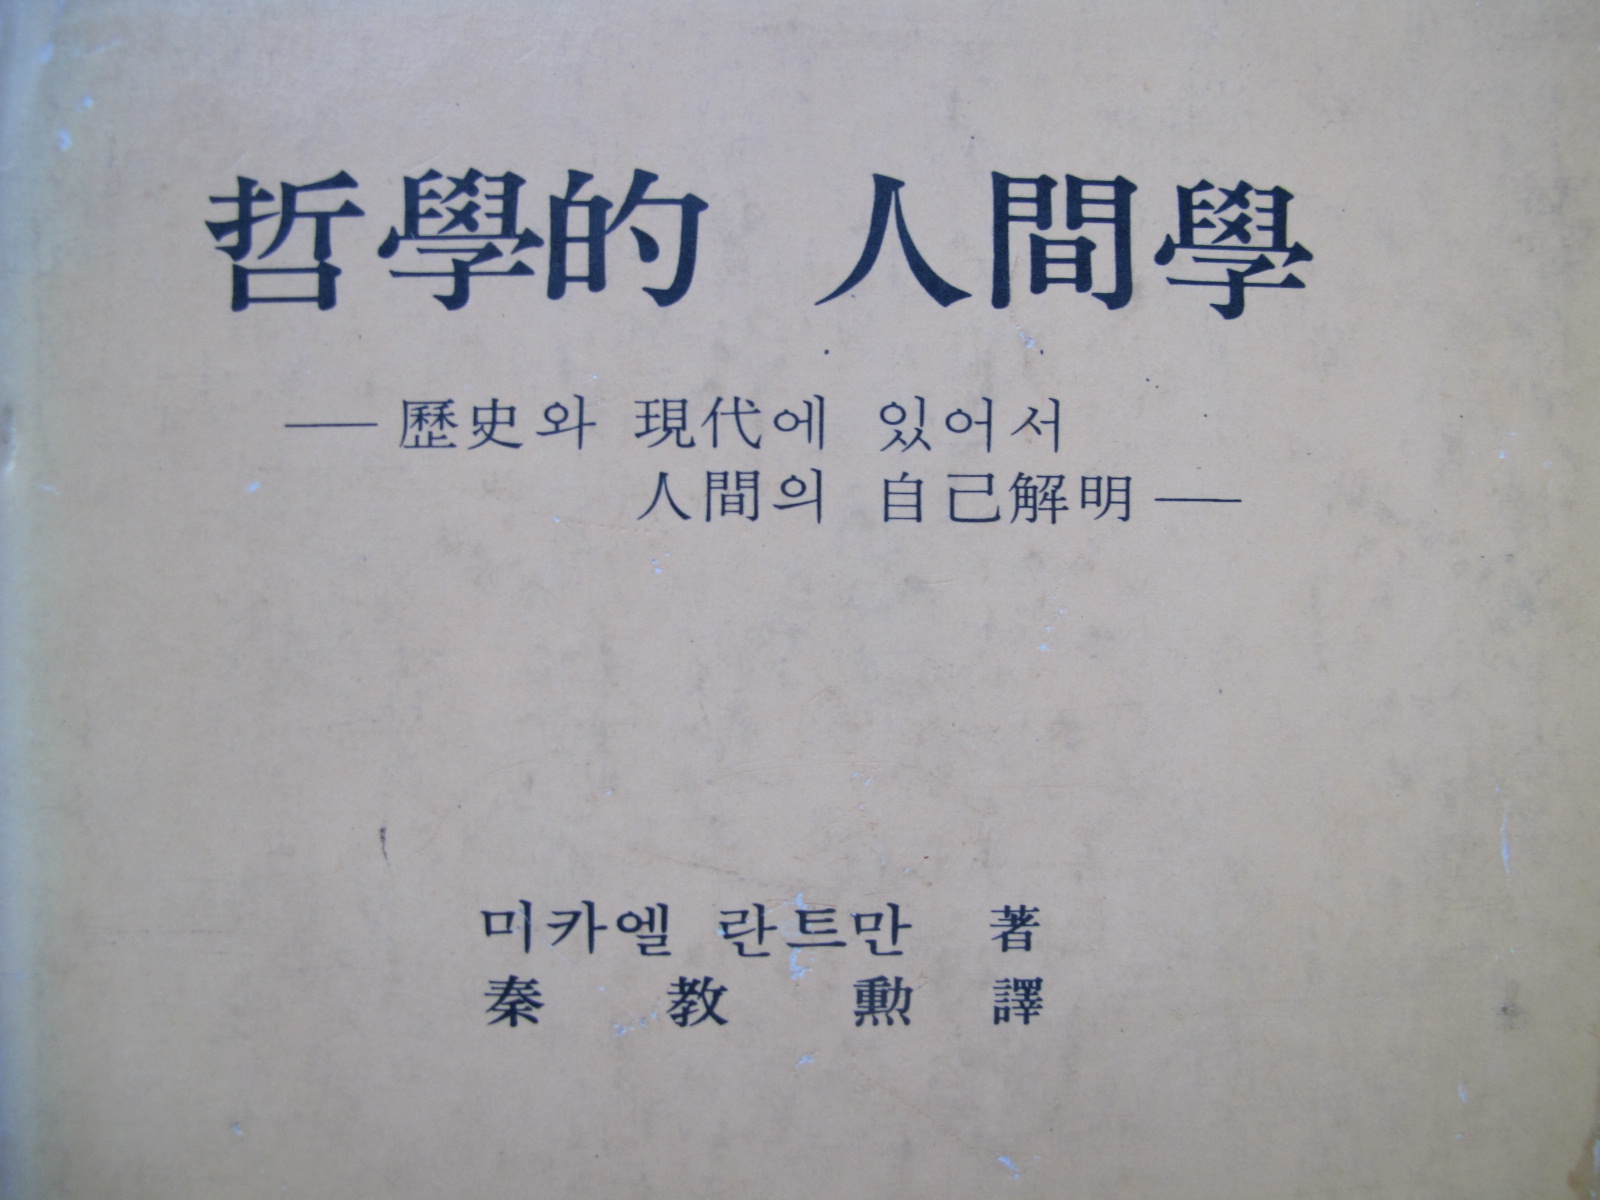 哲學的 人間學
― 歷史와 現代에 있어서
人間의 自己解明 ―
미카엘 란트만 著
秦教勳 譯